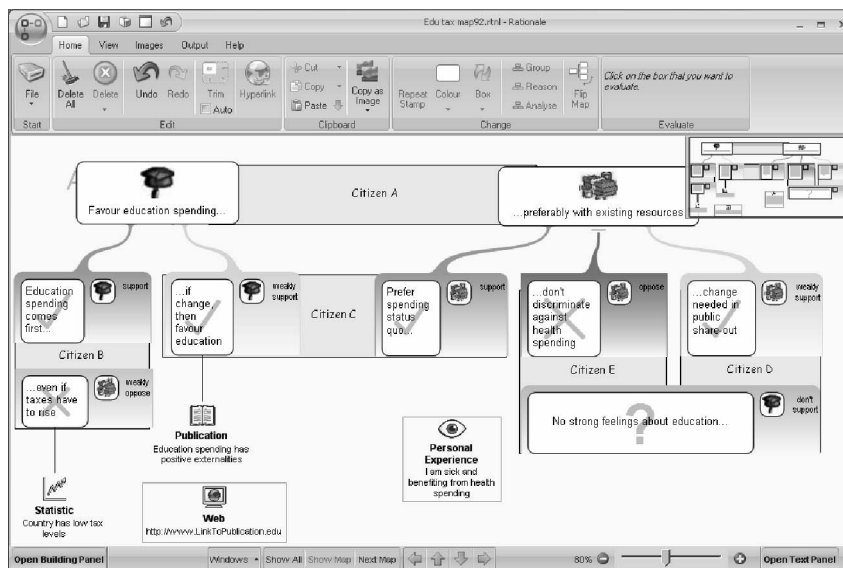 Edu tax map92.rtnl - Rationale
Home View Images Output Help
File
Delete All
Delete
Undo
Redo
Trim
Auto
Hyperlink
Cut
Copy
Paste
Copy as Image
Repeat Stamp
Colour
Box
Group
Reason
Analyse
Flip Map
Click on the box that you want to
evaluate.
Start Edit Clipboard Change Evaluate
Favour education spending...
Citizen A
...preferably with existing resources
Education
spending
comes
first...
support
...if
change,
then
favour
education
weakly
support
Citizen C
Prefer
spending
status
quo...
support
...don't
discriminate
against
health
spending
oppose
...change
needed in
public
share-out
weakly
support
Citizen B
Citizen E
Citizen D
...even if
taxes have
to rise
weakly
oppose
No strong feelings about education...
don't
support
Publication
Education spending has
positive externalities
Personal
Experience
I am sick and
benefiting from health
spending
Statistic
Country has low tax
levels
Web
http://www.LinkToPublication.edu
Open Building Panel Windows Show All Show Map Next Map 80% Open Text Panel